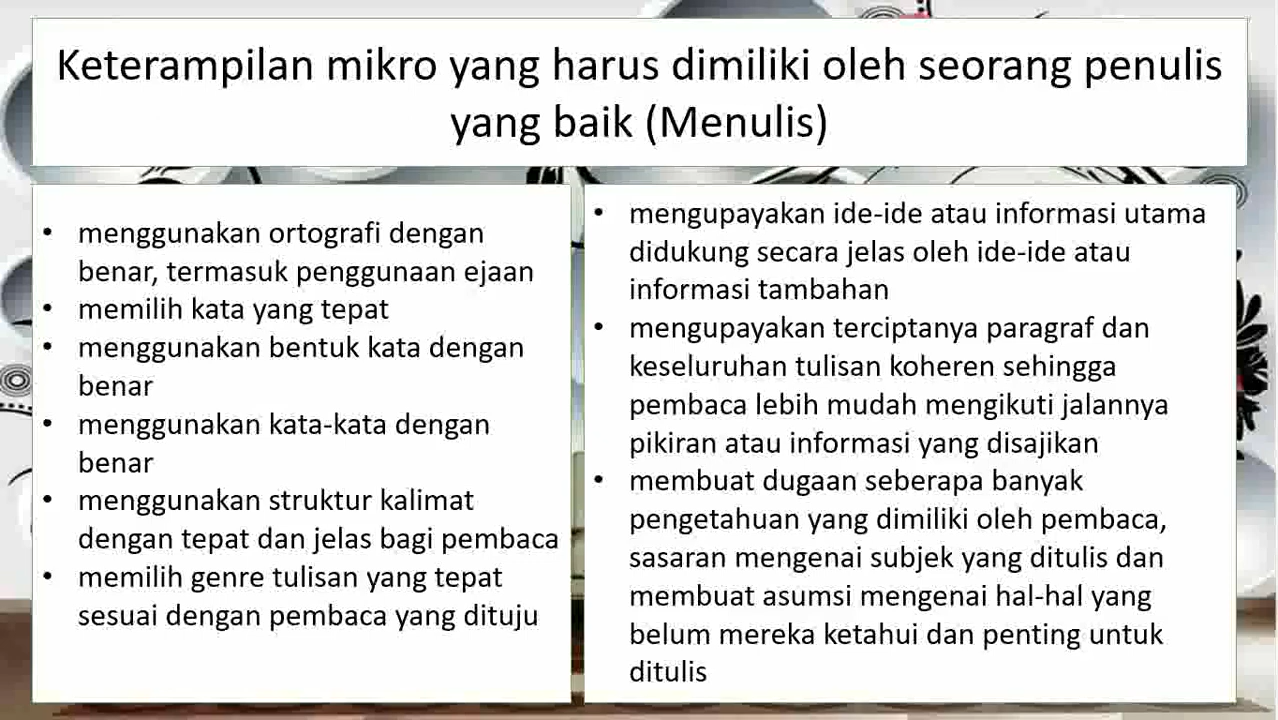 Keterampilan mikro yang harus dimiliki oleh seorang penulis
yang baik (Menulis)
• menggunakan ortografi dengan
benar, termasuk penggunaan ejaan
• memilih kata yang tepat
• menggunakan bentuk kata dengan
benar
• menggunakan kata-kata dengan
benar
• menggunakan struktur kalimat
dengan tepat dan jelas bagi pembaca
• memilih genre tulisan yang tepat
sesuai dengan pembaca yang dituju
• mengupayakan ide-ide atau informasi utama
didukung secara jelas oleh ide-ide atau
informasi tambahan
• mengupayakan terciptanya paragraf dan
keseluruhan tulisan koheren sehingga
pembaca lebih mudah mengikuti jalannya
pikiran atau informasi yang disajikan
• membuat dugaan seberapa banyak
pengetahuan yang dimiliki oleh pembaca,
sasaran mengenai subjek yang ditulis dan
membuat asumsi mengenai hal-hal yang
belum mereka ketahui dan penting untuk
ditulis